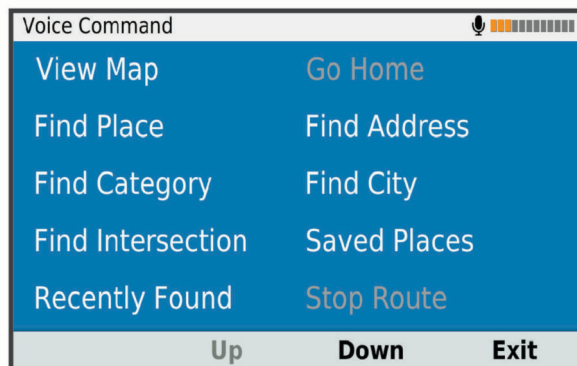 Voice Command
View Map
Go Home
Find Place
Find Address
Find Category
Find City
Find Intersection
Saved Places
Recently Found
Stop Route
Up
Down
Exit